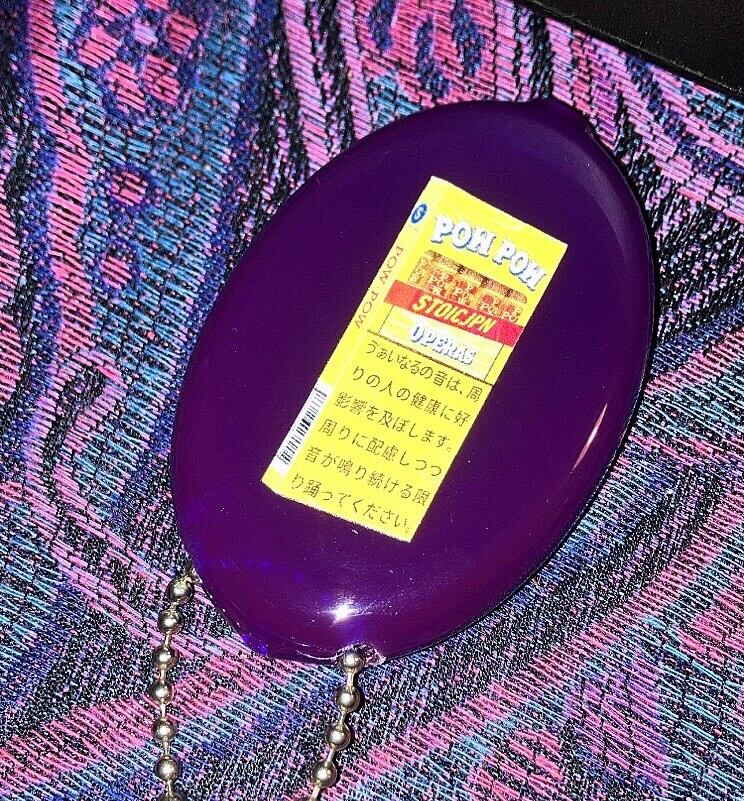 POW POW
STOICJPN
OPERAS
うぁいなるの音は、周
りの人の健康に好
影響を及ぼします。
周りに配慮しつつ
音が鳴り続ける限
り踊ってください。
POW POW
S